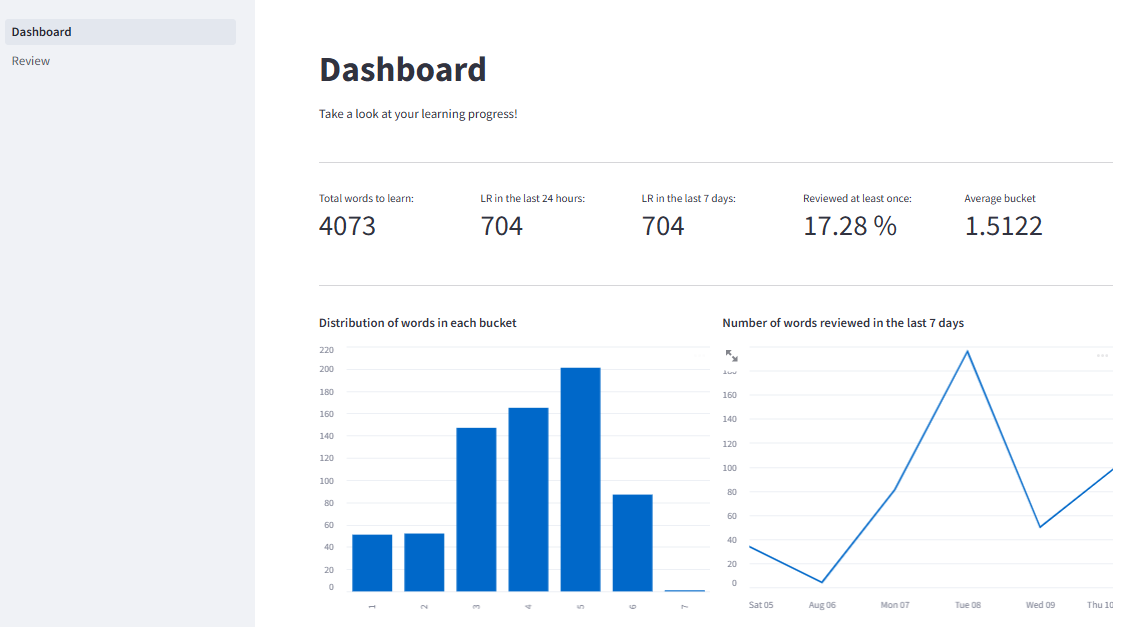 Dashboard
Review
Dashboard
Take a look at your learning progress!
Total words to learn:
4073
LR in the last 24 hours:
704
LR in the last 7 days:
704
Reviewed at least once:
17.28 %
Average bucket
1.5122
Distribution of words in each bucket
220
200
180
160
140
120
100
80
60
40
20
0
1
2
3
4
5
6
7
Number of words reviewed in the last 7 days
160
140
120
100
80
60
40
20
0
Sat 05
Aug 06
Mon 07
Tue 08
Wed 09
Thu 10